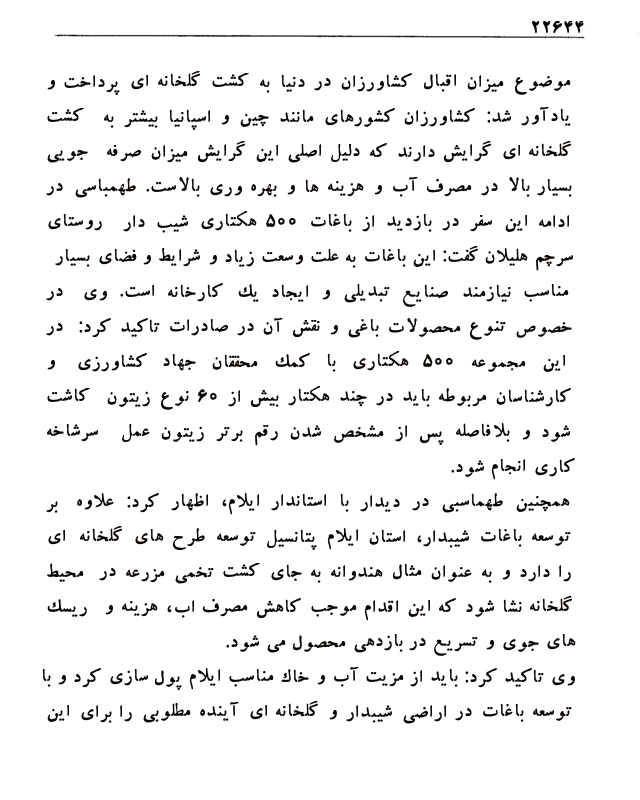 ۲۲۶۴۴
موضوع میزان اقبال کشاورزان در دنیا به کشت گلخانه ای پرداخت و
یادآور شد: کشاورزان کشورهای مانند چین و اسپانیا بیشتر به کشت
گلخانه ای گرایش دارند که دلیل اصلی این گرایش میزان صرفه جویی
بسیار بالا در مصرف آب و هزینه ها و بهره وری بالاست. طهمباسی در
ادامه این سفر در بازدید از باغات ۵۰۰ هکتاری شیب دار روستای
سرچم هلیلان گفت: این باغات به علت وسعت زیاد و شرایط و فضای بسیار
مناسب نیازمند صنایع تبدیلی و ایجاد یك کارخانه است. وی در
خصوص تنوع محصولات باغی و نقش آن در صادرات تاکید کرد: در
این مجموعه ۵۰۰ هکتاری با کمك محققان جهاد کشاورزی و
کارشناسان مربوطه باید در چند هکتار بیش از ۶۰ نوع زیتون کاشت
شود و بلافاصله پس از مشخص شدن رقم برتر زیتون عمل سرشاخه
کاری انجام شود.
همچنین طهماسبی در دیدار با استاندار ایلام، اظهار کرد: علاوه بر
توسعه باغات شیبدار، استان ایلام پتانسیل توسعه طرح های گلخانه ای
را دارد و به عنوان مثال هندوانه به جای کشت تخمی مزرعه در محیط
گلخانه نشا شود که این اقدام موجب کاهش مصرف اب، هزینه و ریسك
های جوی و تسریع در بازدهی محصول می شود.
وی تاکید کرد: باید از مزیت آب و خاك مناسب ایلام پول سازی کرد و با
توسعه باغات در اراضی شیبدار و گلخانه ای آینده مطلوبی را برای این